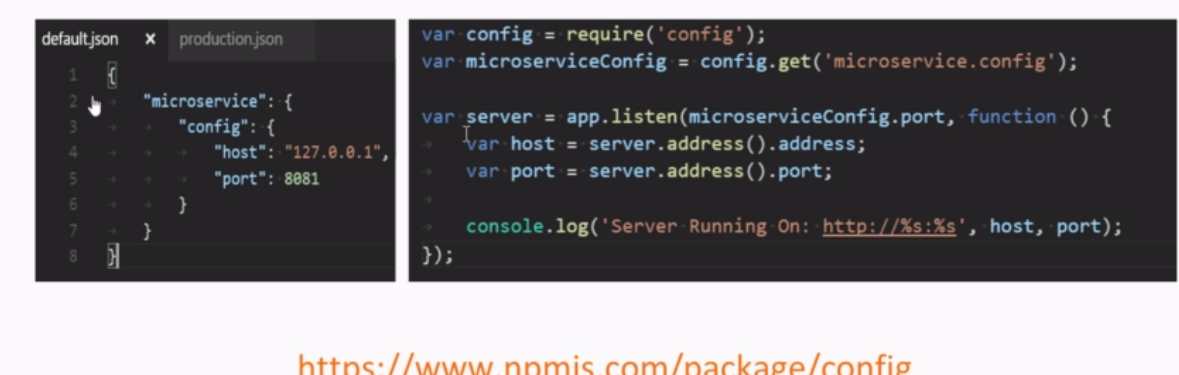 default.json x production.json
1 {
2 "microservice": {
3 "config": {
4 "host": "127.0.0.1",
5 "port": 8081
6 }
7 }
8 }
var config = require('config');
var microserviceConfig = config.get('microservice.config');
var server = app.listen(microserviceConfig.port, function () {
var host = server.address().address;
var port = server.address().port;
console.log('Server Running On: http://%s:%s', host, port);
});
https://www.npmjs.com/package/config